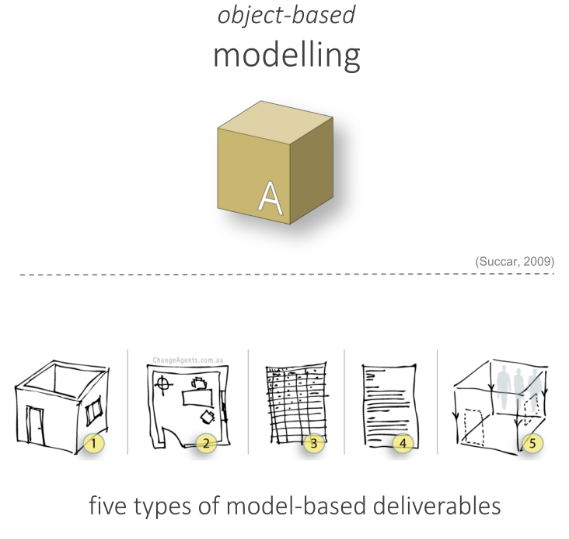 object-based
modelling
A
(Succar, 2009)
ChangeAgents.com.au
1 2 3 4 5
five types of model-based deliverables